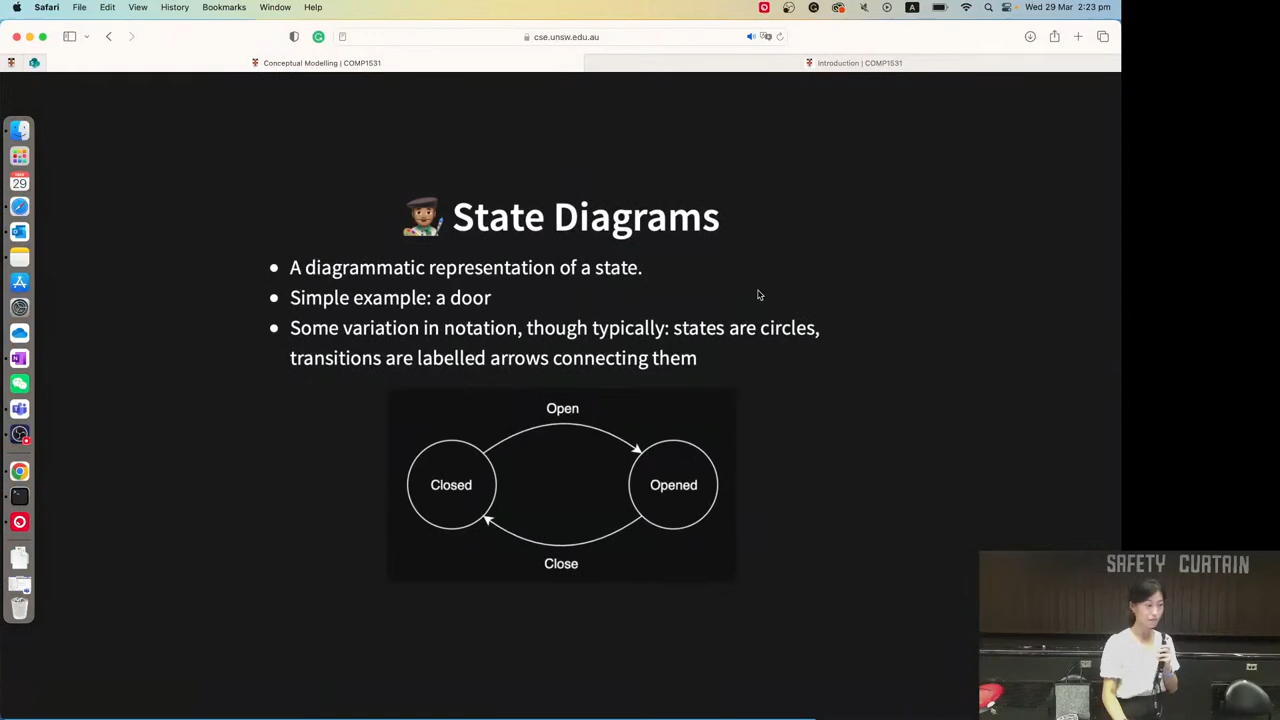 Safari File Edit View History Bookmarks Window Help
A
Wed 29 Mar 2:23 pm
cse.unsw.edu.au
Conceptual Modelling | COMP1531
Introduction | COMP1531
29
State Diagrams
A diagrammatic representation of a state.
Simple example: a door
Some variation in notation, though typically: states are circles,
transitions are labelled arrows connecting them
Open
Closed
Opened
Close
SAFETY CURTAIN